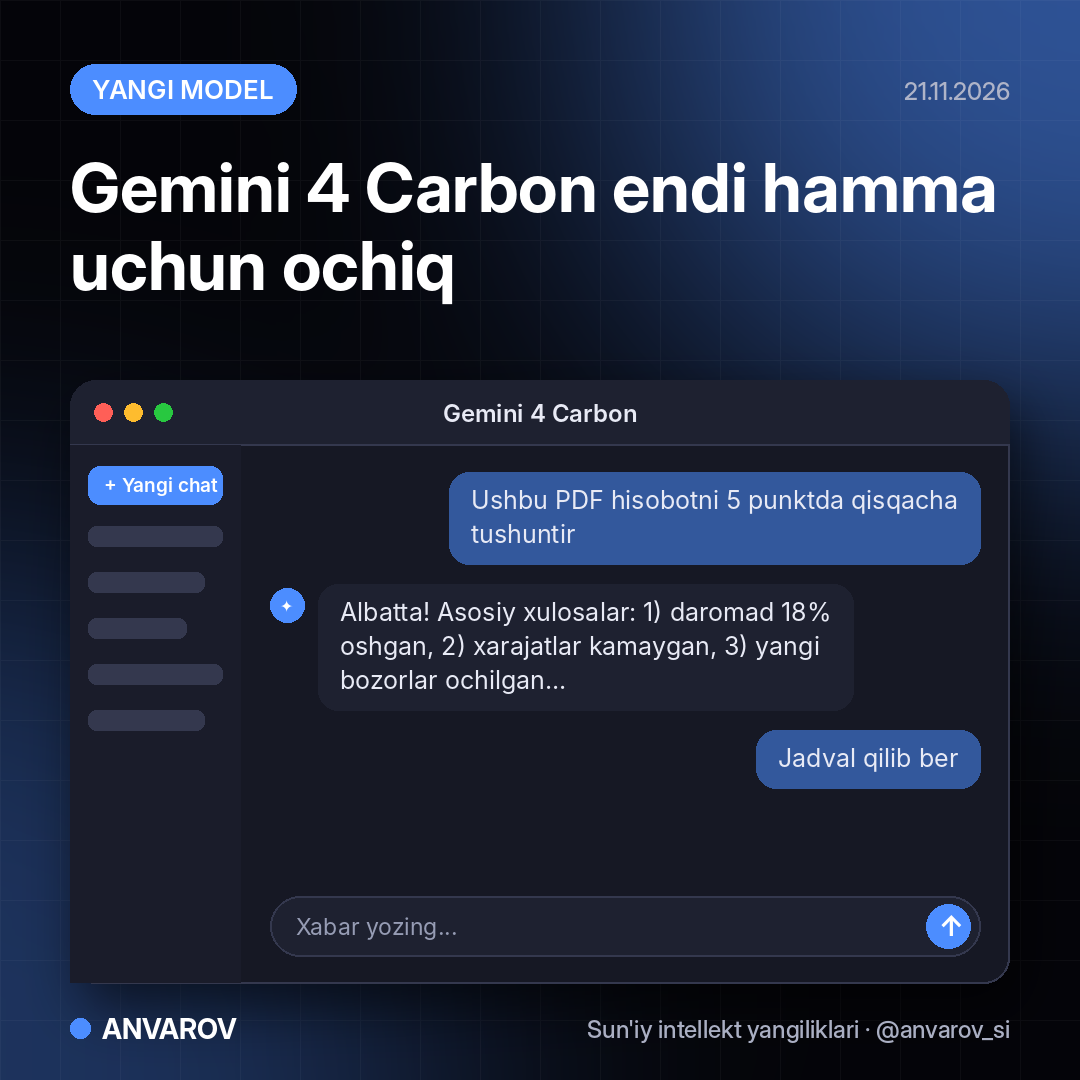 YANGI MODEL
21.11.2026
Gemini 4 Carbon endi hamma
uchun ochiq
Gemini 4 Carbon
+ Yangi chat
Ushbu PDF hisobotni 5 punktda qisqacha
tushuntir
✦
Albatta! Asosiy xulosalar: 1) daromad 18%
oshgan, 2) xarajatlar kamaygan, 3) yangi
bozorlar ochilgan...
Jadval qilib ber
Xabar yozing...
ANVAROV
Sun'iy intellekt yangiliklari · @anvarov_si